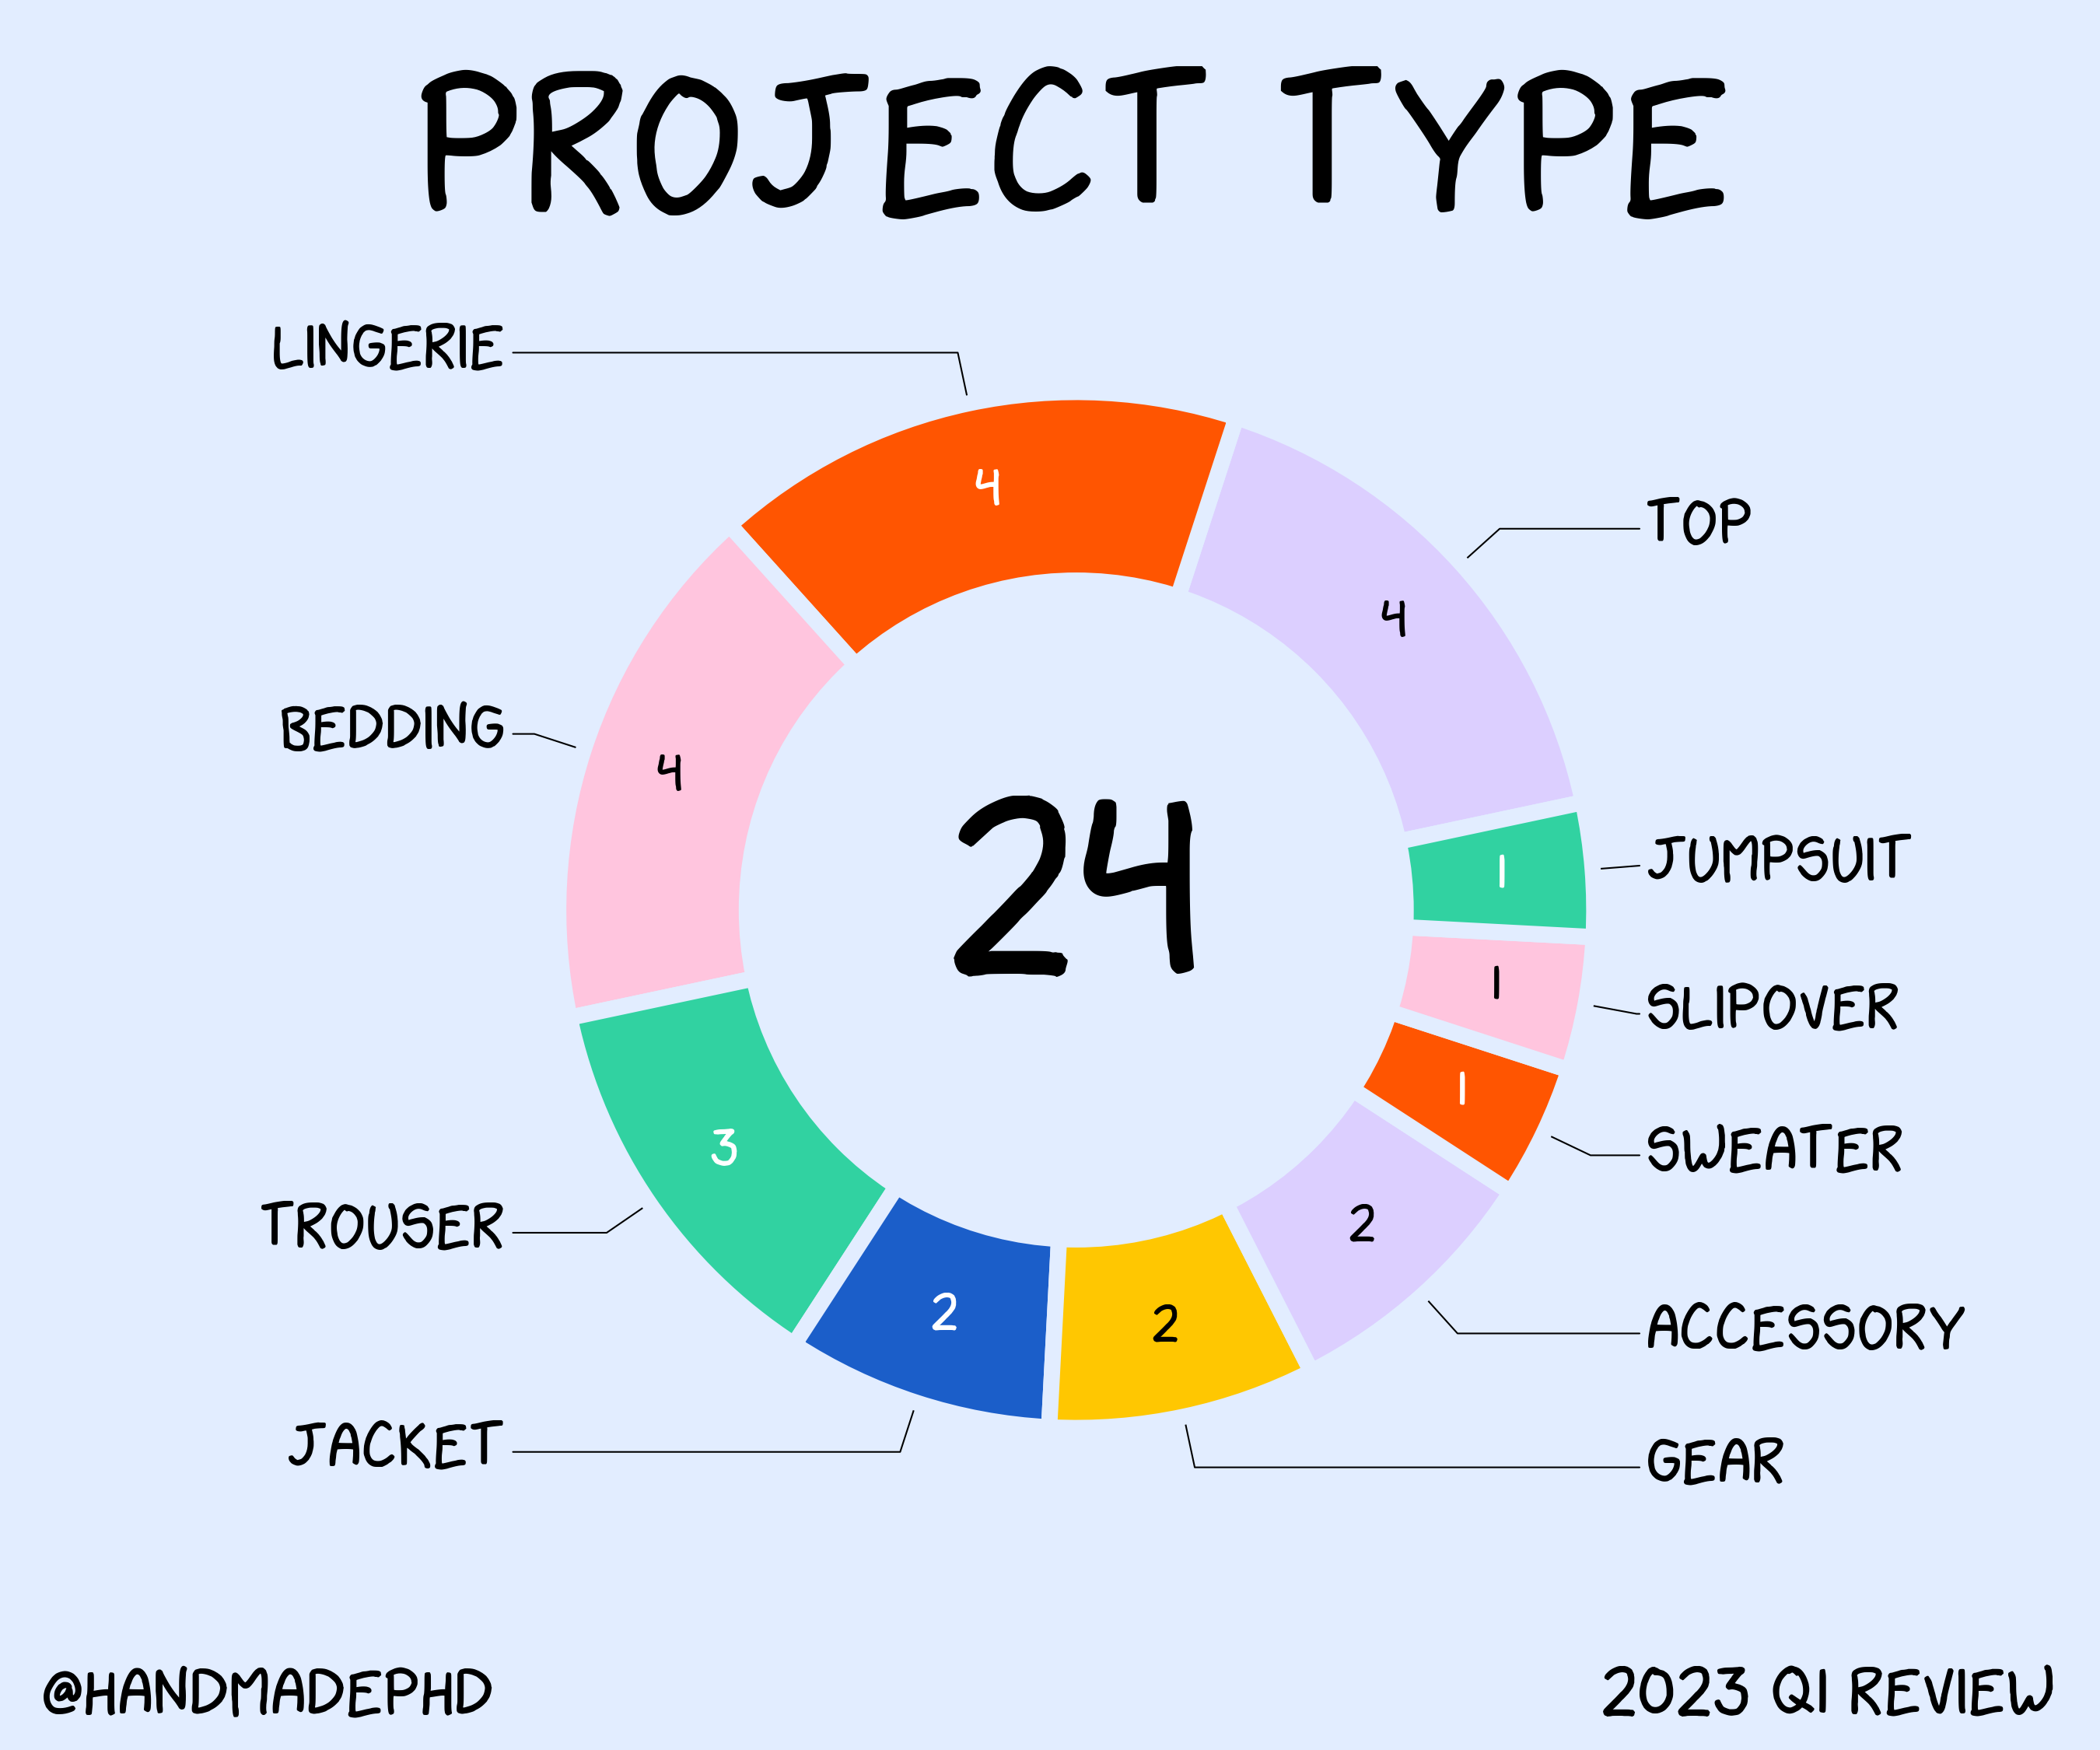 PROJECT TYPE
LINGERIE
4
TOP
4
BEDDING
4
24
JUMPSUIT
1
SLIPOVER
1
SWEATER
1
TROUSER
3
ACCESSORY
2
JACKET
2
GEAR
2
@HANDMADEPHD
2023 Q1 REVIEW